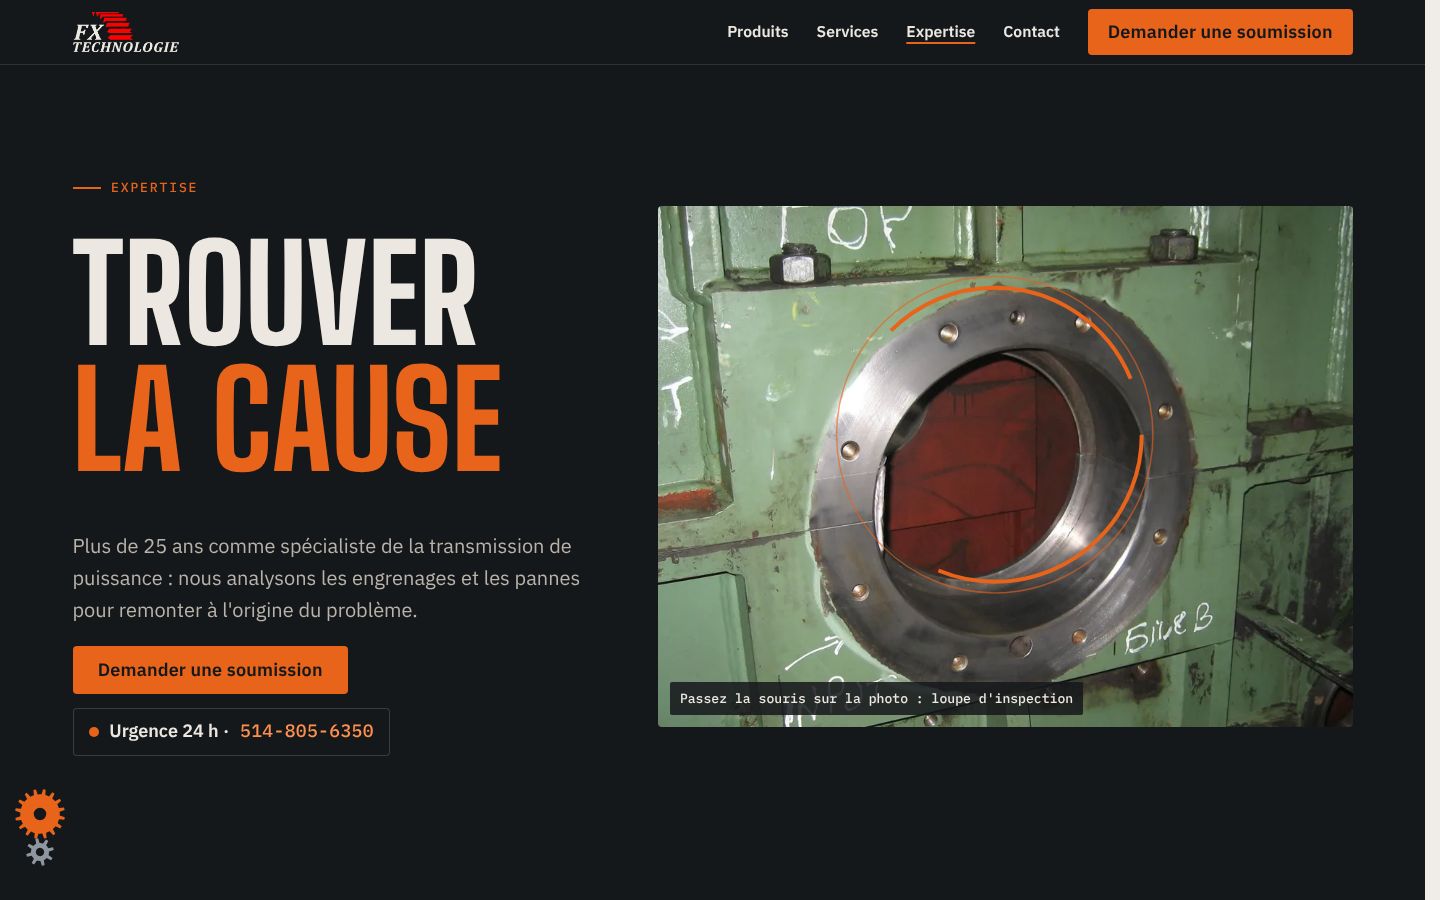 FX
TECHNOLOGIE
Produits
Services
Expertise
Contact
Demander une soumission
EXPERTISE
TROUVER
LA CAUSE
Plus de 25 ans comme spécialiste de la transmission de
puissance : nous analysons les engrenages et les pannes
pour remonter à l'origine du problème.
Demander une soumission
Urgence 24 h · 514-805-6350
TOP
Passez la souris sur la photo : loupe d'inspection